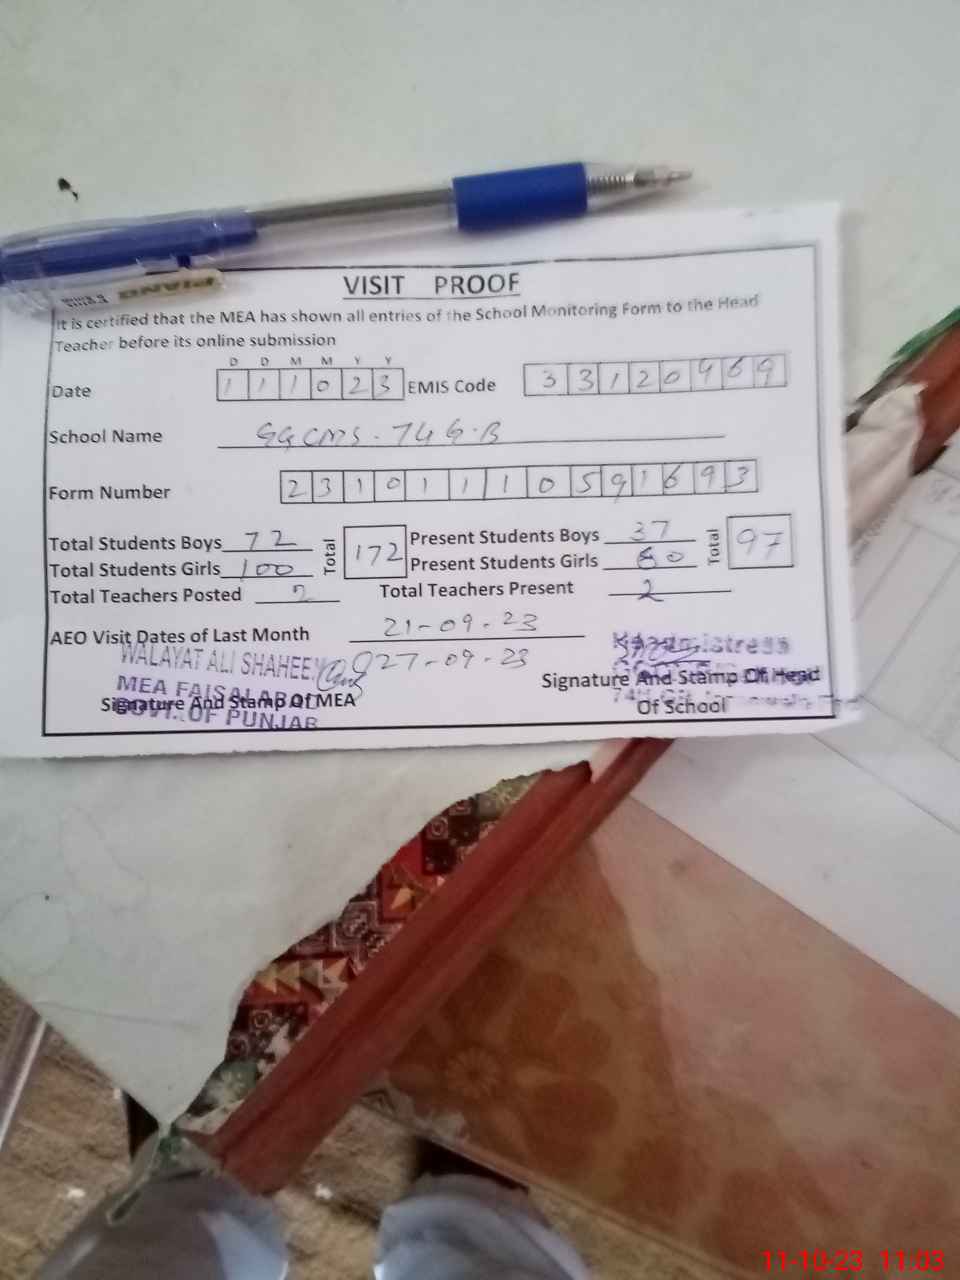 PIANO
VISIT PROOF
It is certified that the MEA has shown all entries of the School Monitoring Form to the Head
Teacher before its online submission
D D M M Y Y
Date 1 1 1 0 2 3 EMIS Code 3 3 1 2 0 4 6 9
School Name GGCMS. 74 G.B
Form Number 2 3 1 0 1 1 1 0 5 9 1 6 9 3
Total Students Boys 72 Total 172 Present Students Boys 37 Total 97
Total Students Girls 100 Present Students Girls 60
Total Teachers Posted 2 Total Teachers Present 2
AEO Visit Dates of Last Month 21-09-23
27-09-23
WALAYAT ALI SHAHEEN
MEA FAISALABAD
GOVT. OF PUNJAB
Signature And Stamp Of MEA
Headmistress
Signature And Stamp Of Head
Of School
11-10-23 11:03